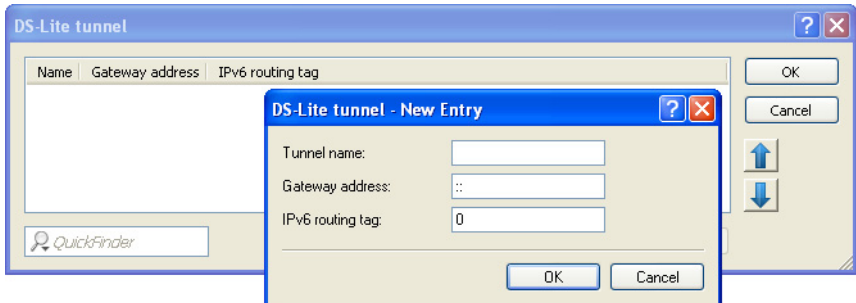 DS-Lite tunnel
Name Gateway address IPv6 routing tag
OK
Cancel
QuickFinder
DS-Lite tunnel - New Entry
Tunnel name:
Gateway address: ::
IPv6 routing tag: 0
OK Cancel